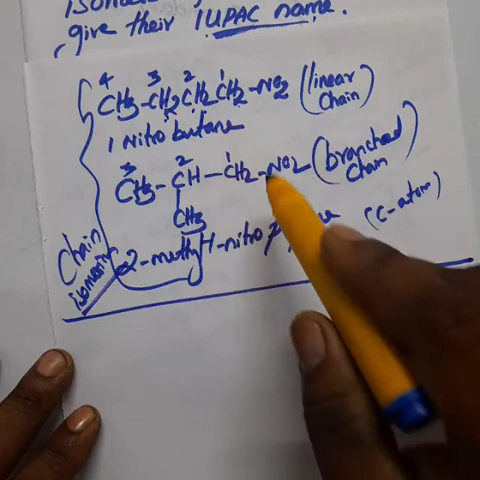 give their IUPAC name.
4 3 2 1
CH3-CH2CH2CH2-NO2 (linear Chain)
1 Nitro butane
3 2 1
CH3-CH-CH2-NO2 (branched Chain
CH3 (C-atom)
2-methyl 1-nitro
Chain isomerism